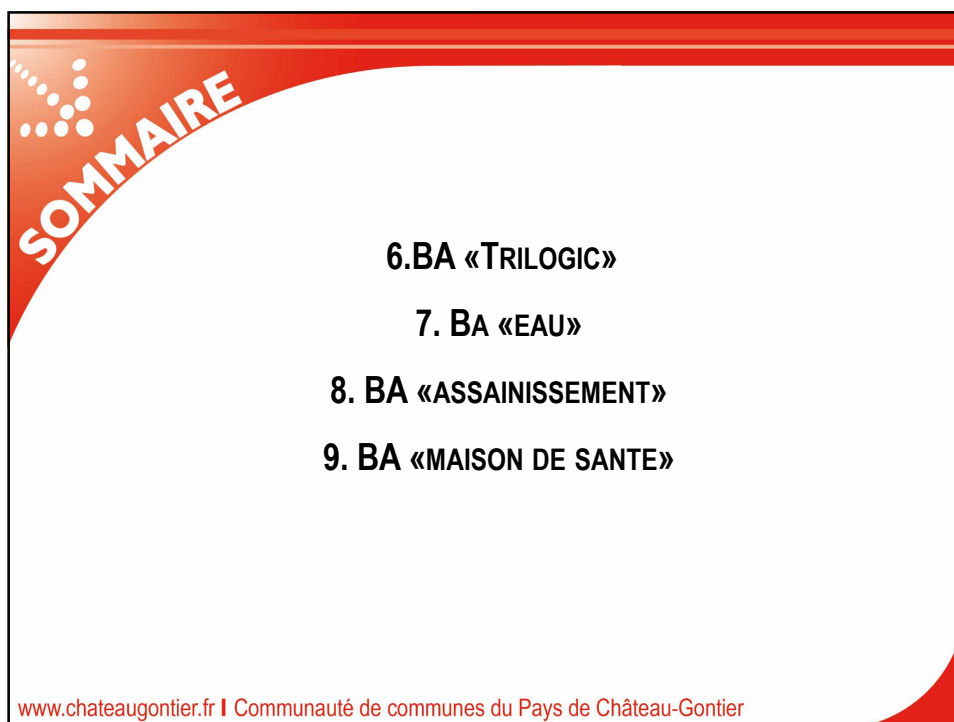 SOMMAIRE
6.BA «TRILOGIC»
7. BA «EAU»
8. BA «ASSAINISSEMENT»
9. BA «MAISON DE SANTE»
www.chateaugontier.fr I Communauté de communes du Pays de Château-Gontier